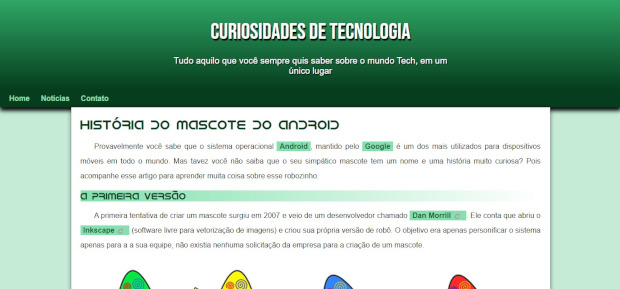 CURIOSIDADES DE TECNOLOGIA
Tudo aquilo que você sempre quis saber sobre o mundo Tech, em um
único lugar
Home Notícias Contato
HISTÓRIA DO MASCOTE DO ANDROID
Provavelmente você sabe que o sistema operacional Android, mantido pelo Google é um dos mais utilizados para dispositivos
móveis em todo o mundo. Mas tavez você não saiba que o seu simpático mascote tem um nome e uma história muito curiosa? Pois
acompanhe esse artigo para aprender muita coisa sobre esse robozinho.
A PRIMEIRA VERSÃO
A primeira tentativa de criar um mascote surgiu em 2007 e veio de um desenvolvedor chamado Dan Morrill. Ele conta que abriu o
Inkscape (software livre para vetorização de imagens) e criou sua própria versão de robô. O objetivo era apenas personificar o sistema
apenas para a a sua equipe, não existia nenhuma solicitação da empresa para a criação de um mascote.